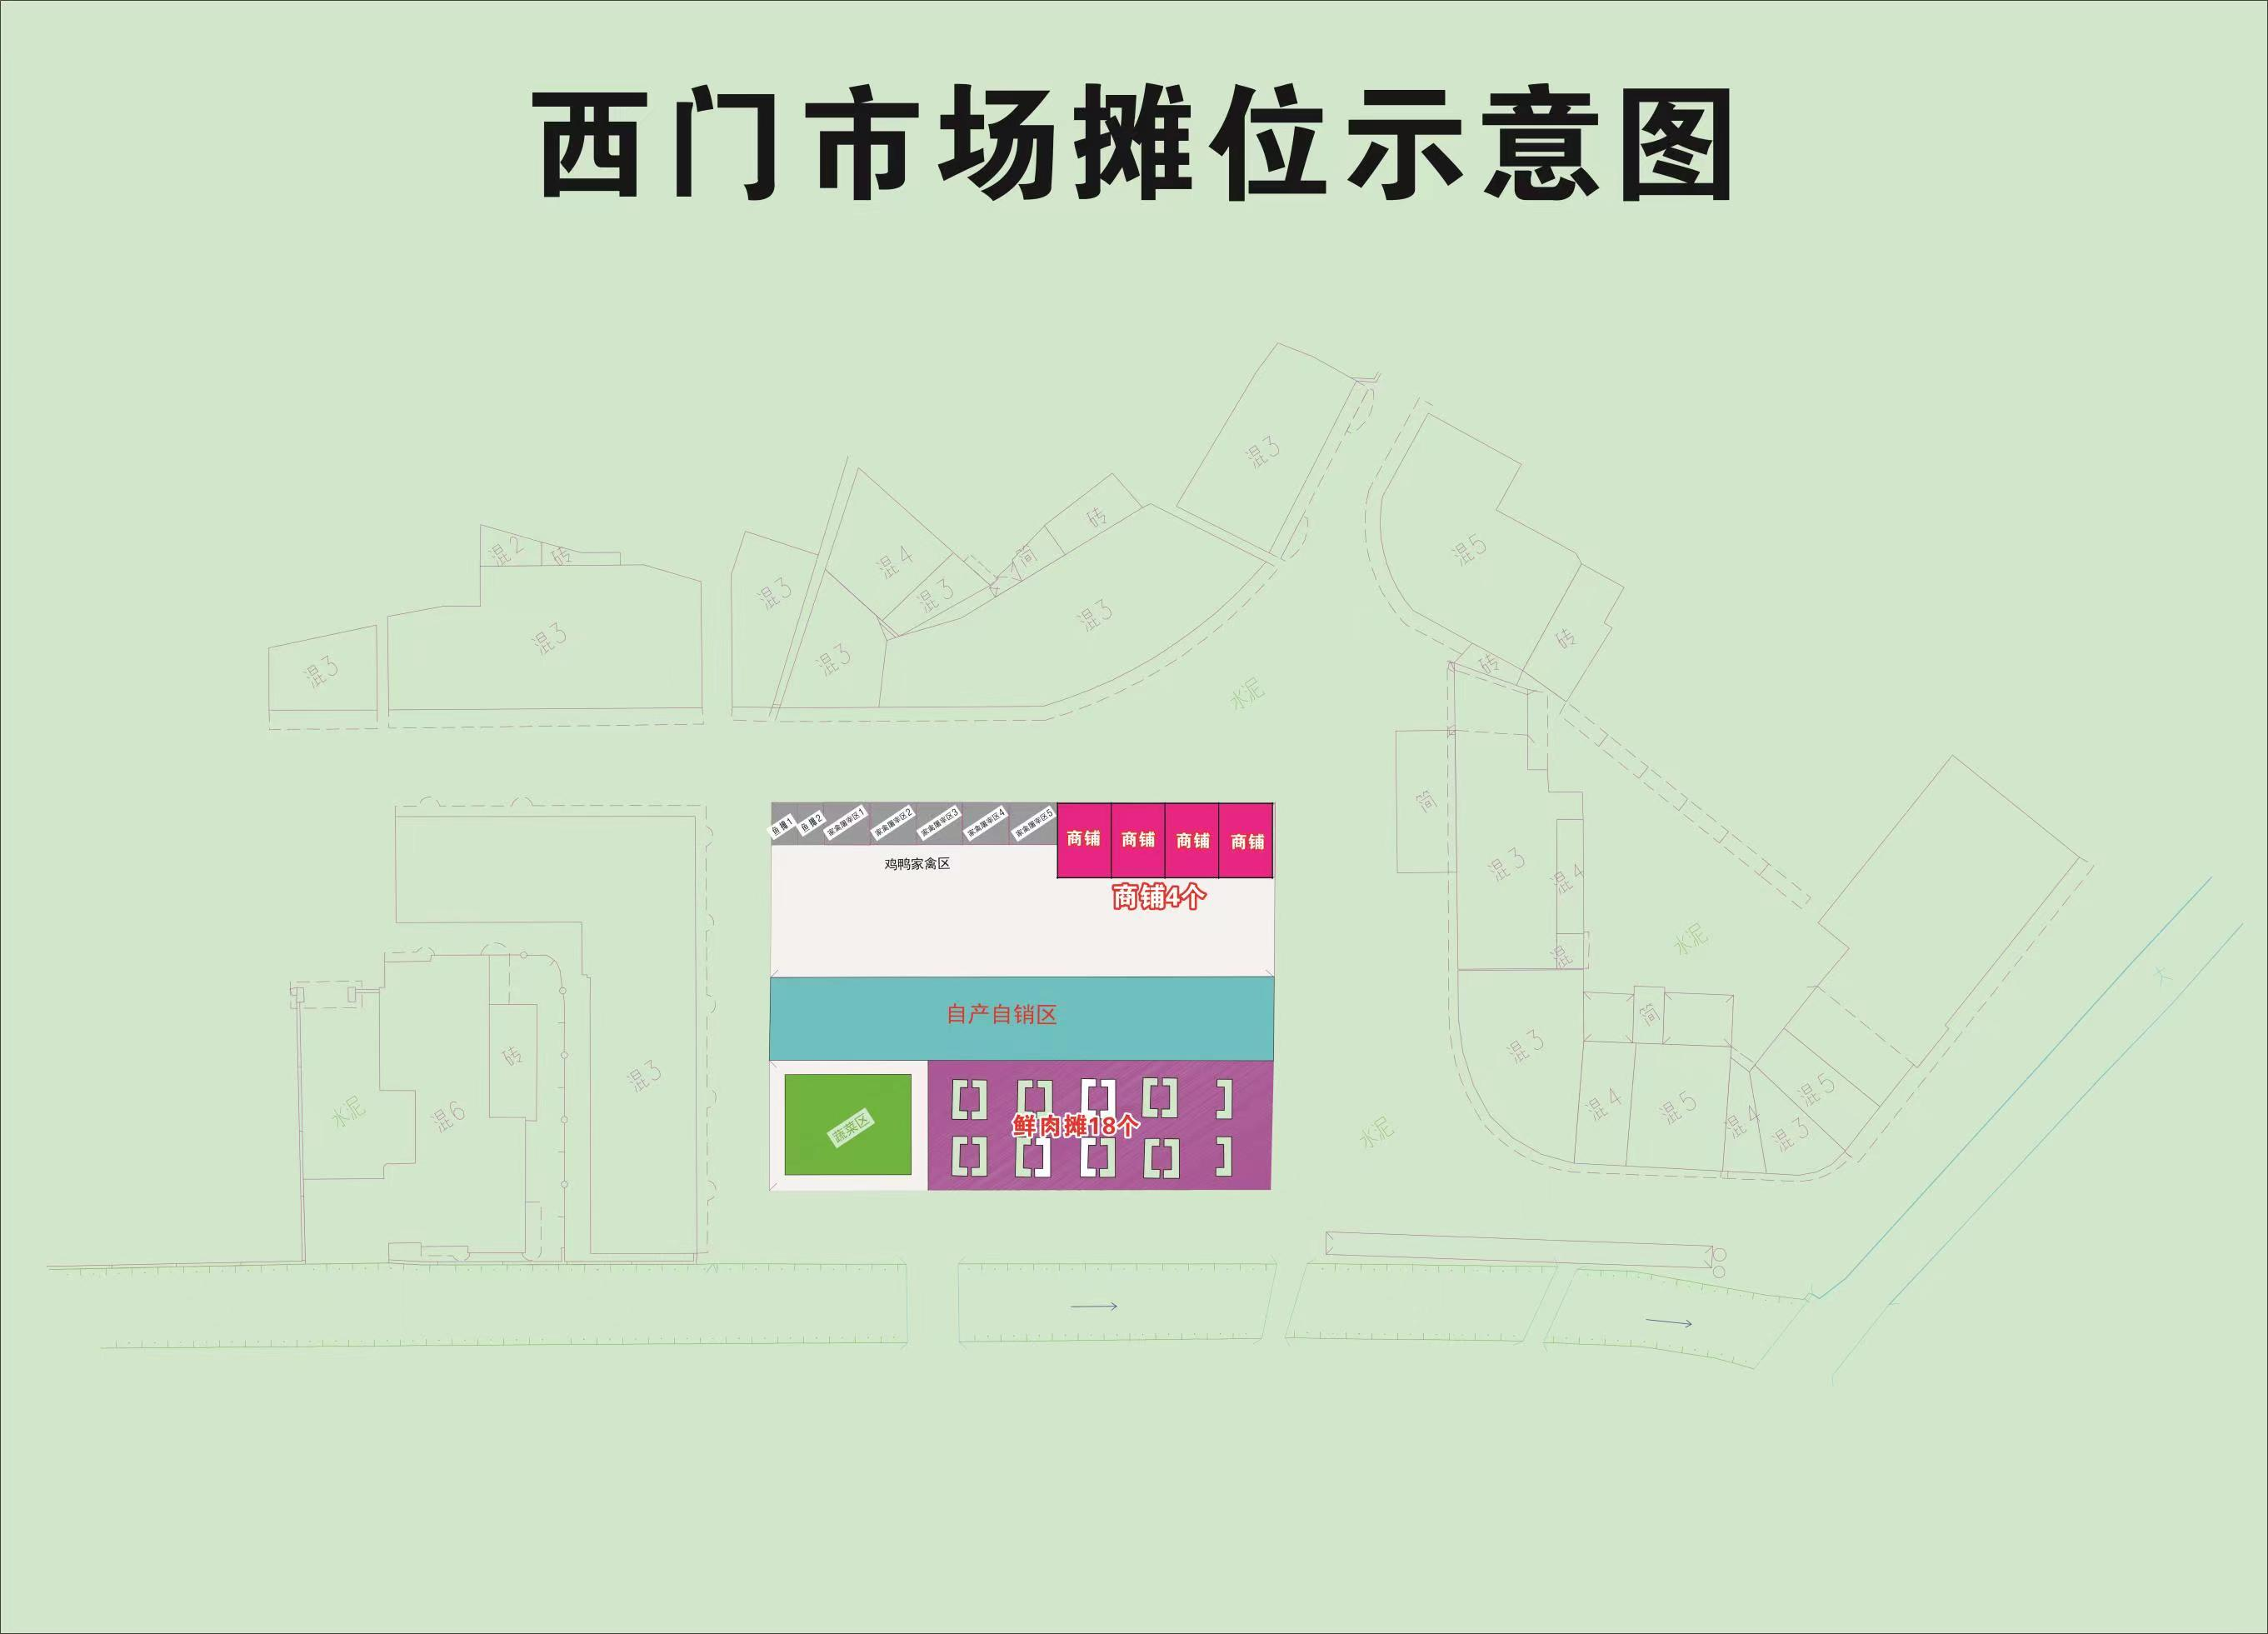 西门市场摊位示意图
混3
混5
混4
砖
简
混2
砖
混3
混3
混3
混3
砖
混3
混3
砖
水泥
简
鱼摊1
鱼摊2
家禽屠宰区1
家禽屠宰区2
家禽屠宰区3
家禽屠宰区4
家禽屠宰区5
商铺
商铺
商铺
商铺
鸡鸭家禽区
商铺4个
混3
混4
水泥
混
大
自产自销区
简
砖
混3
混3
水泥
混6
蔬菜区
鲜肉摊18个
水泥
混4
混5
混4
混3
混5